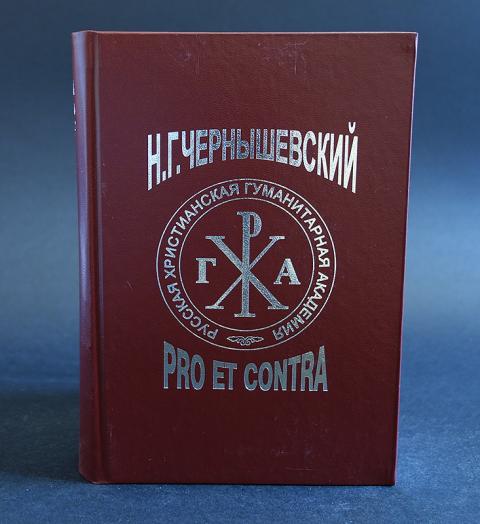 Н.Г.ЧЕРНЫШЕВСКИЙ
РУССКАЯ ХРИСТИАНСКАЯ ГУМАНИТАРНАЯ АКАДЕМИЯ
Р
Г Х А
PRO ET CONTRA